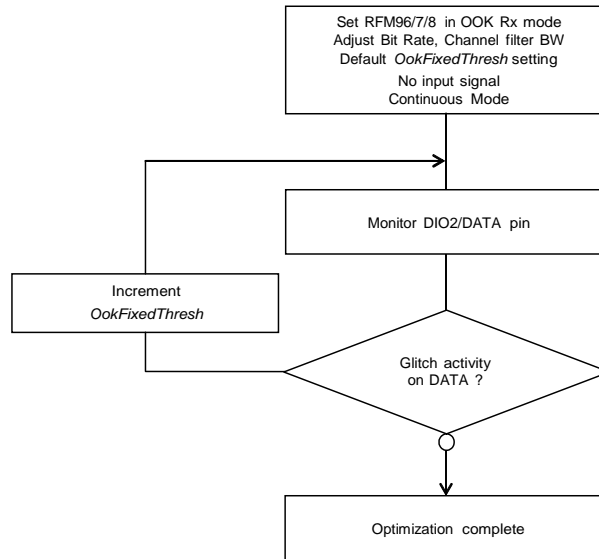 Set RFM96/7/8 in OOK Rx mode
Adjust Bit Rate, Channel filter BW
Default OokFixedThresh setting
No input signal
Continuous Mode
Monitor DIO2/DATA pin
Increment
OokFixedThresh
Glitch activity
on DATA ?
Optimization complete